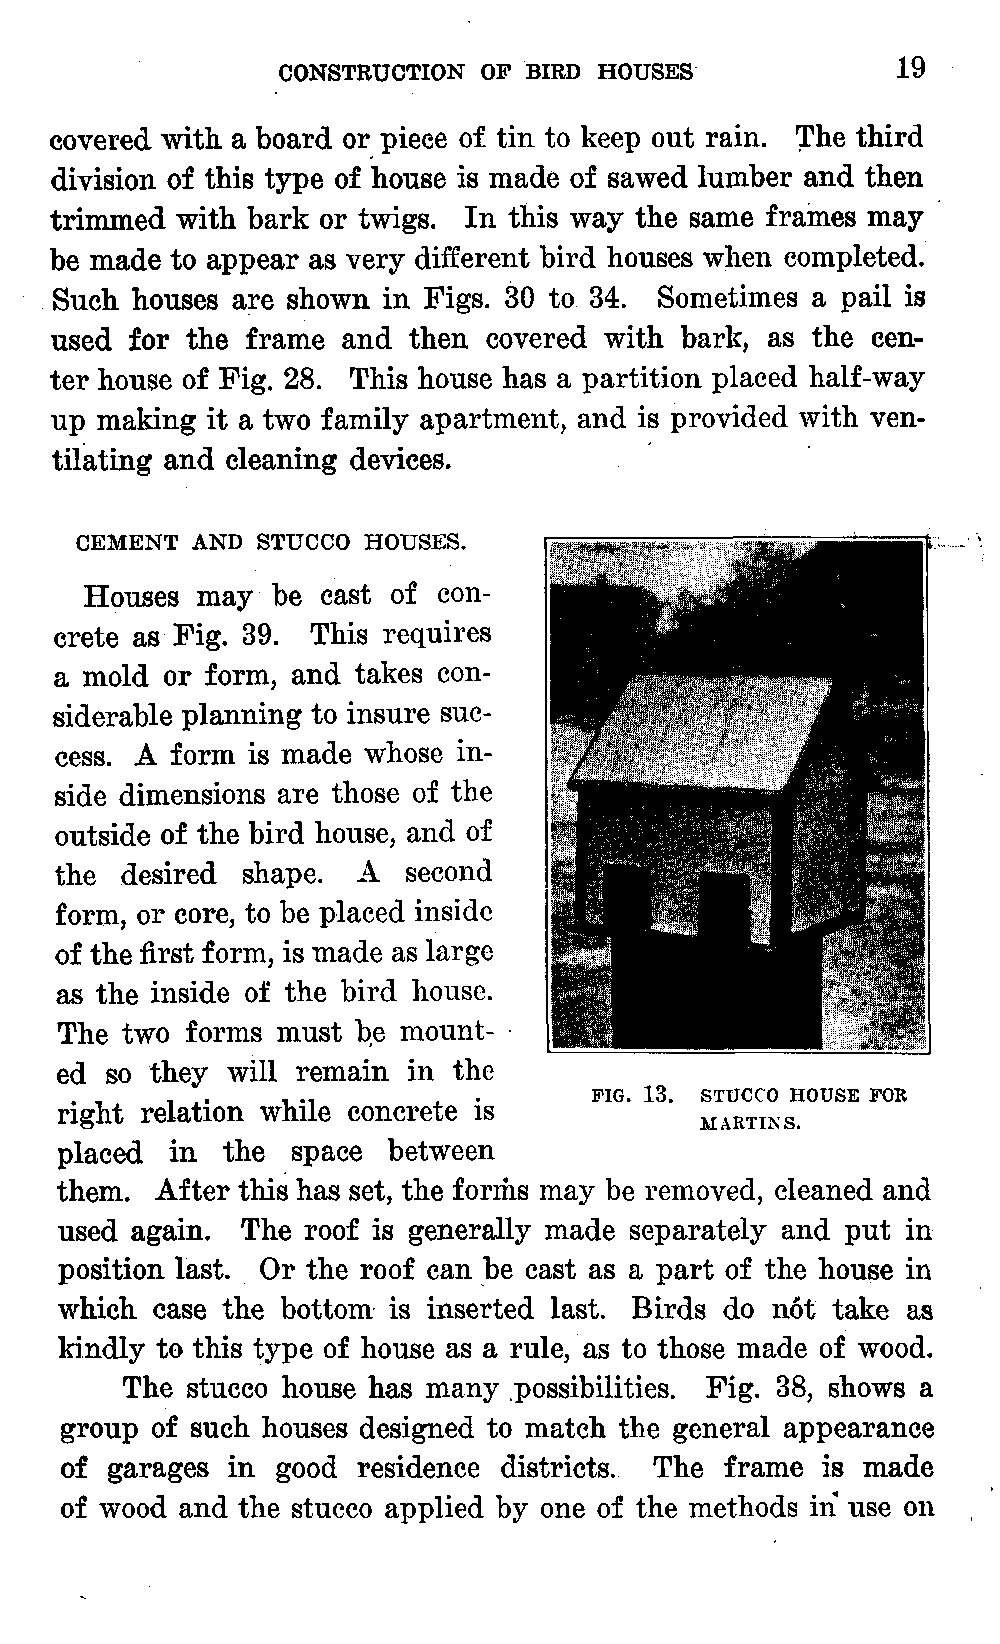 CONSTRUCTION OF BIRD HOUSES 19
covered with a board or piece of tin to keep out rain. The third
division of this type of house is made of sawed lumber and then
trimmed with bark or twigs. In this way the same frames may
be made to appear as very different bird houses when completed.
Such houses are shown in Figs. 30 to 34. Sometimes a pail is
used for the frame and then covered with bark, as the cen-
ter house of Fig. 28. This house has a partition placed half-way
up making it a two family apartment, and is provided with ven-
tilating and cleaning devices.
CEMENT AND STUCCO HOUSES.
Houses may be cast of con-
crete as Fig. 39. This requires
a mold or form, and takes con-
siderable planning to insure suc-
cess. A form is made whose in-
side dimensions are those of the
outside of the bird house, and of
the desired shape. A second
form, or core, to be placed inside
of the first form, is made as large
as the inside of the bird house.
The two forms must be mount-
ed so they will remain in the
right relation while concrete is
placed in the space between
FIG. 13. STUCCO HOUSE FOR
MARTINS.
them. After this has set, the forms may be removed, cleaned and
used again. The roof is generally made separately and put in
position last. Or the roof can be cast as a part of the house in
which case the bottom is inserted last. Birds do not take as
kindly to this type of house as a rule, as to those made of wood.
The stucco house has many possibilities. Fig. 38, shows a
group of such houses designed to match the general appearance
of garages in good residence districts. The frame is made
of wood and the stucco applied by one of the methods in use on